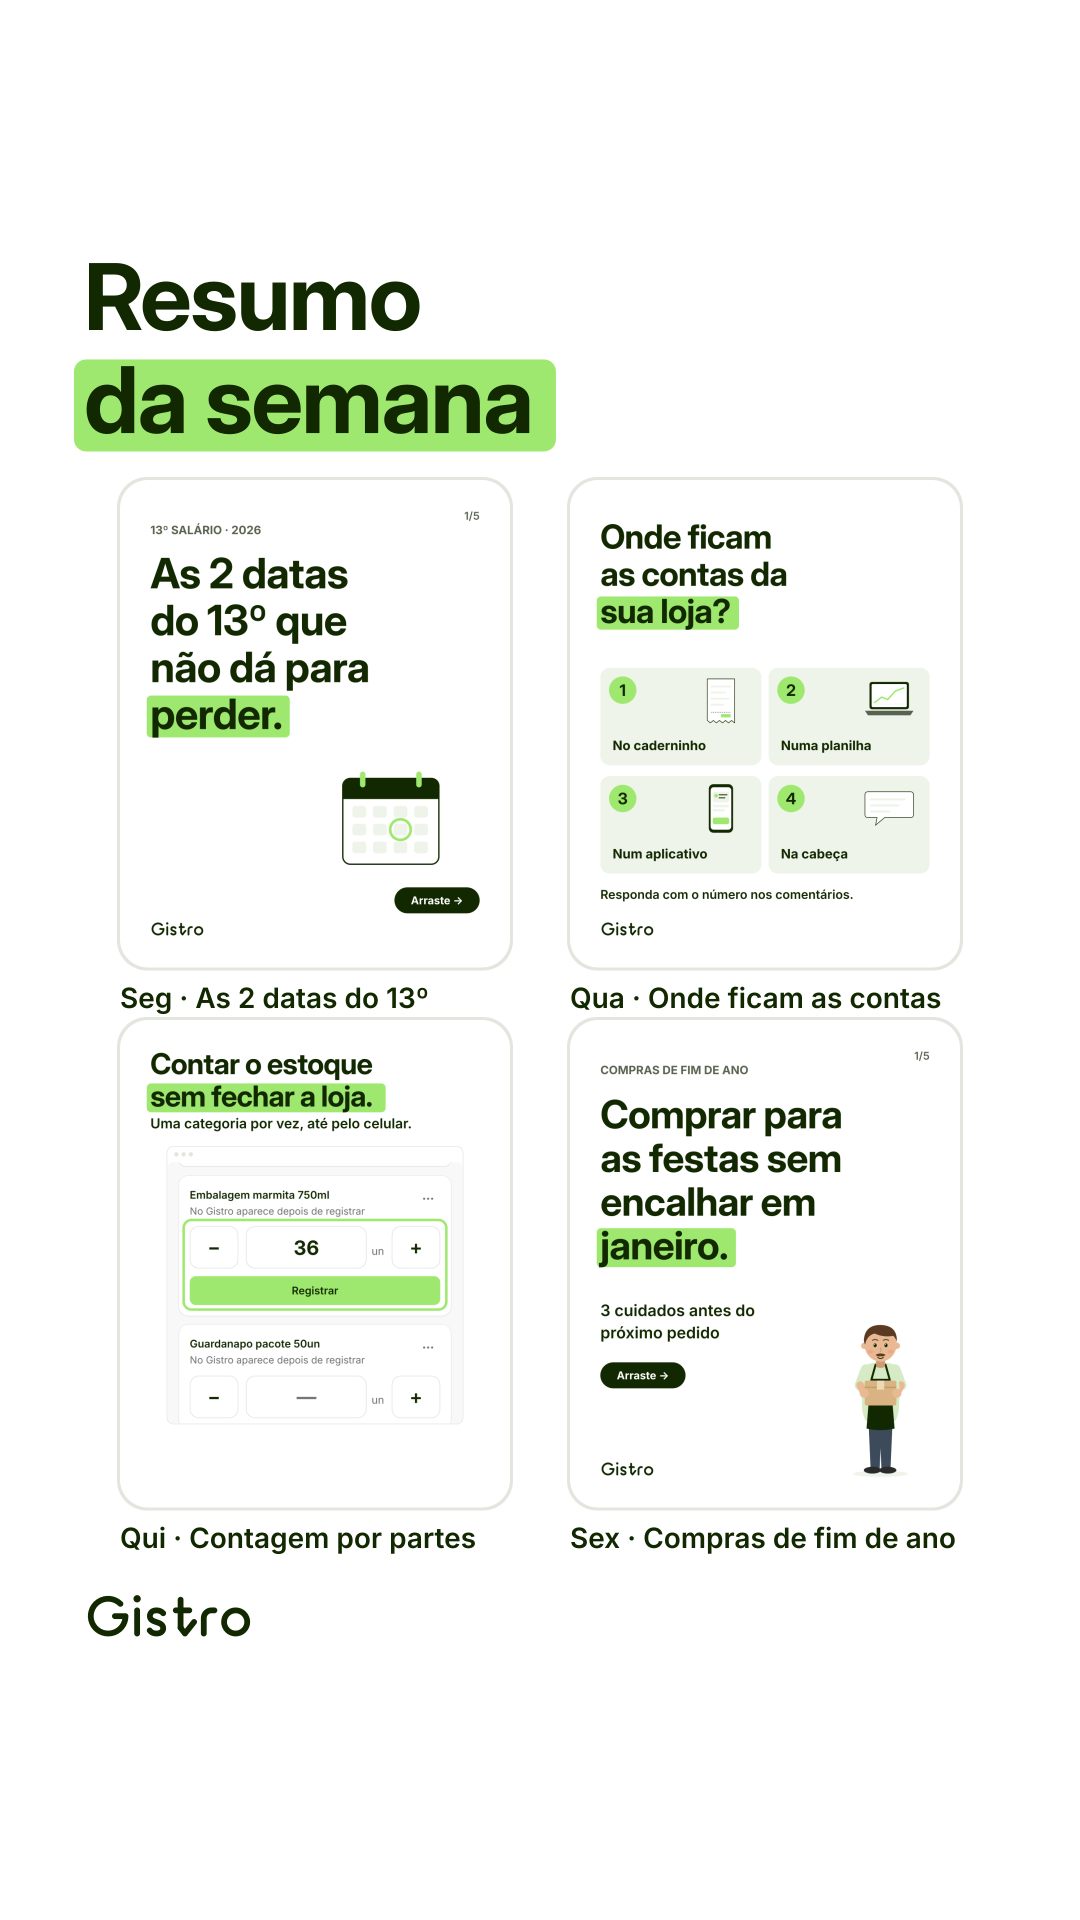 Resumo
da semana
1/5
13º SALÁRIO · 2026
As 2 datas
do 13º que
não dá para
perder.
Arraste →
Gistro
Seg · As 2 datas do 13º
Onde ficam
as contas da
sua loja?
1
No caderninho
2
Numa planilha
3
Num aplicativo
4
Na cabeça
Responda com o número nos comentários.
Gistro
Qua · Onde ficam as contas
Contar o estoque
sem fechar a loja.
Uma categoria por vez, até pelo celular.
Embalagem marmita 750ml
...
No Gistro aparece depois de registrar
− 36 un +
Registrar
Guardanapo pacote 50un
...
No Gistro aparece depois de registrar
− — un +
Qui · Contagem por partes
1/5
COMPRAS DE FIM DE ANO
Comprar para
as festas sem
encalhar em
janeiro.
3 cuidados antes do
próximo pedido
Arraste →
Gistro
Sex · Compras de fim de ano
Gistro